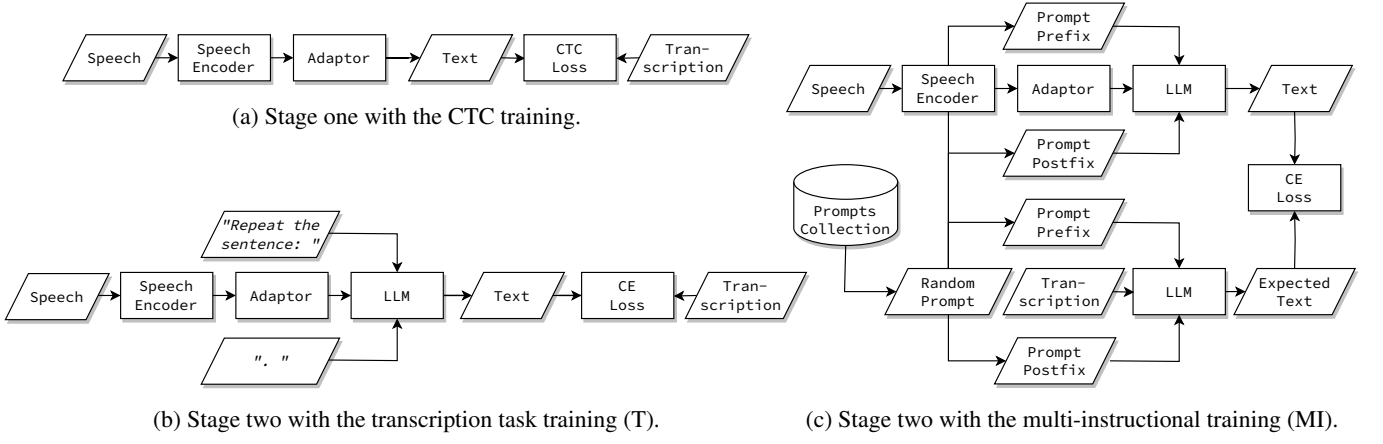 Speech
Speech
Encoder
Adaptor
Text
CTC
Loss
Tran-
scription
(a) Stage one with the CTC training.
"Repeat the
sentence: "
Speech
Speech
Encoder
Adaptor
LLM
Text
CE
Loss
Tran-
scription
". "
(b) Stage two with the transcription task training (T).
Prompt
Prefix
Speech
Speech
Encoder
Adaptor
LLM
Text
Prompt
Postfix
CE
Loss
Prompts
Collection
Prompt
Prefix
Random
Prompt
Tran-
scription
LLM
Expected
Text
Prompt
Postfix
(c) Stage two with the multi-instructional training (MI).